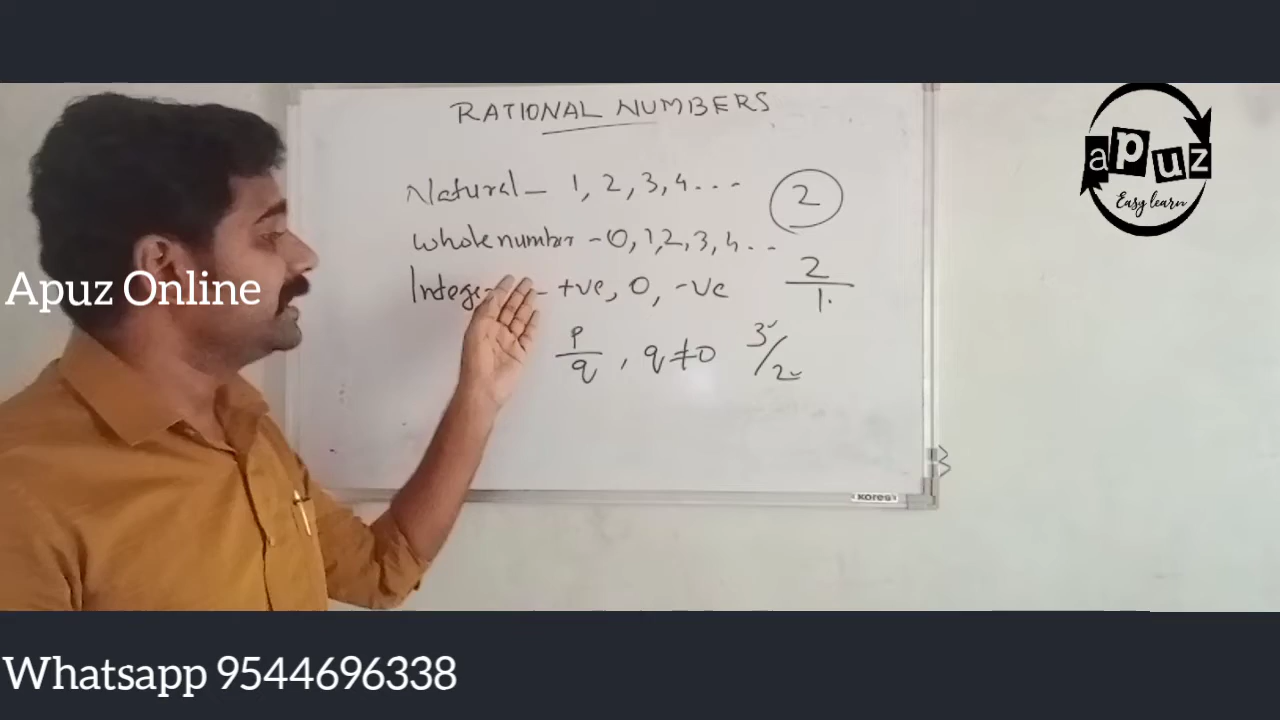 RATIONAL NUMBERS
Natural – 1, 2, 3, 4 ...
2
whole number – 0, 1, 2, 3, 4 ...
2/1
– +ve, 0, -ve
p/q , q ≠ 0
3/2
kores
apuz
Easy learn
Apuz Online
Whatsapp 9544696338